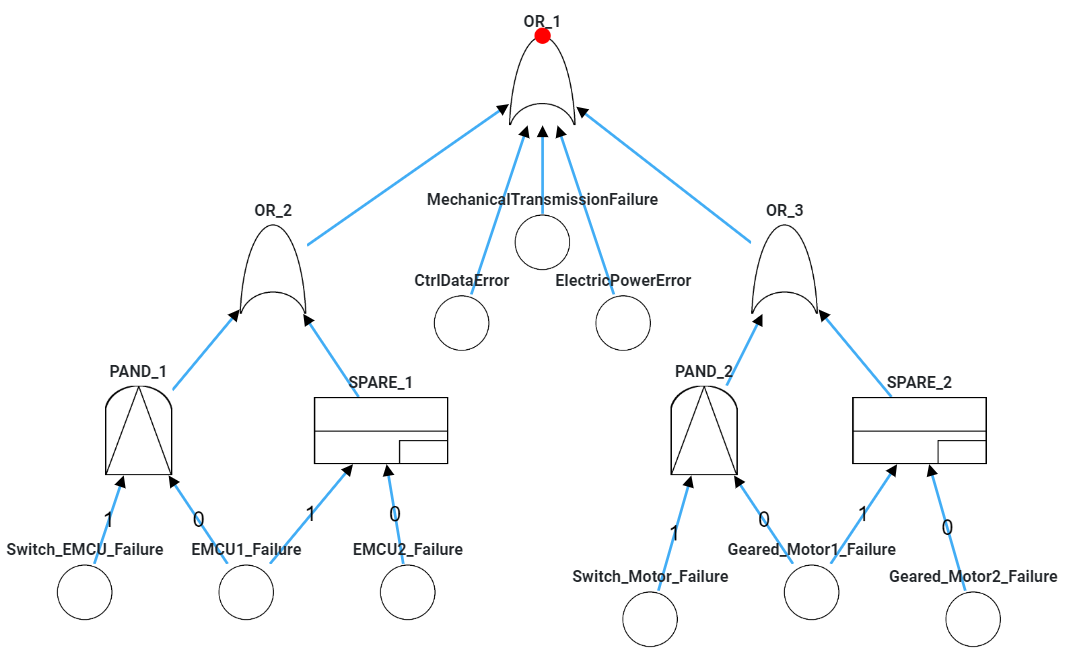 OR_1
MechanicalTransmissionFailure
OR_2
OR_3
CtrlDataError
ElectricPowerError
PAND_1
SPARE_1
PAND_2
SPARE_2
1
0
1
0
1
0
1
0
Switch_EMCU_Failure
EMCU1_Failure
EMCU2_Failure
Geared_Motor1_Failure
Switch_Motor_Failure
Geared_Motor2_Failure